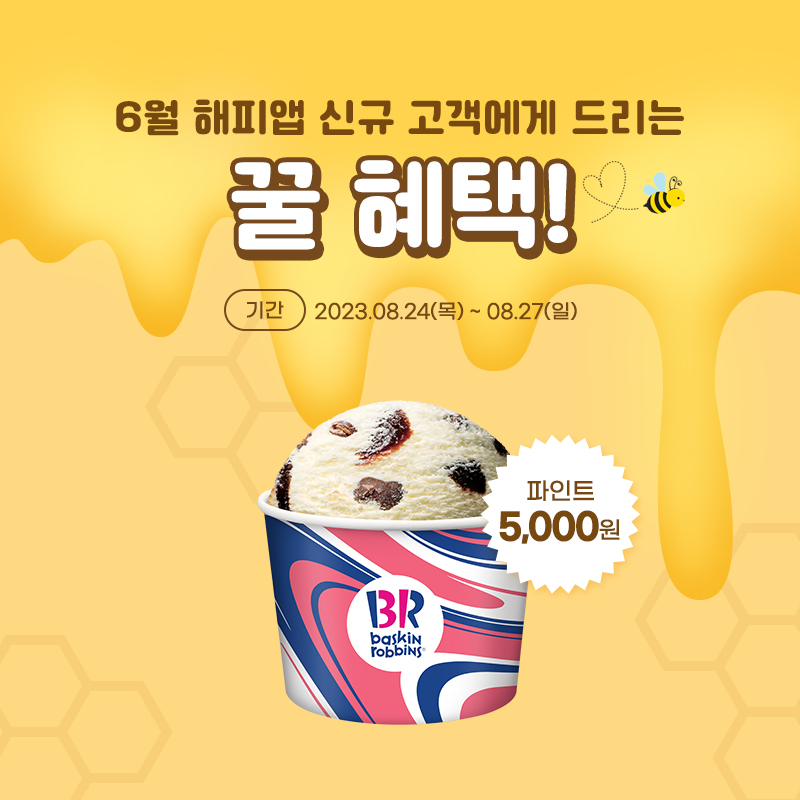 6월 해피앱 신규 고객에게 드리는
꿀 혜택!
기간 2023.08.24(목) ~ 08.27(일)
파인트
5,000원
BR
baskin
robbins®